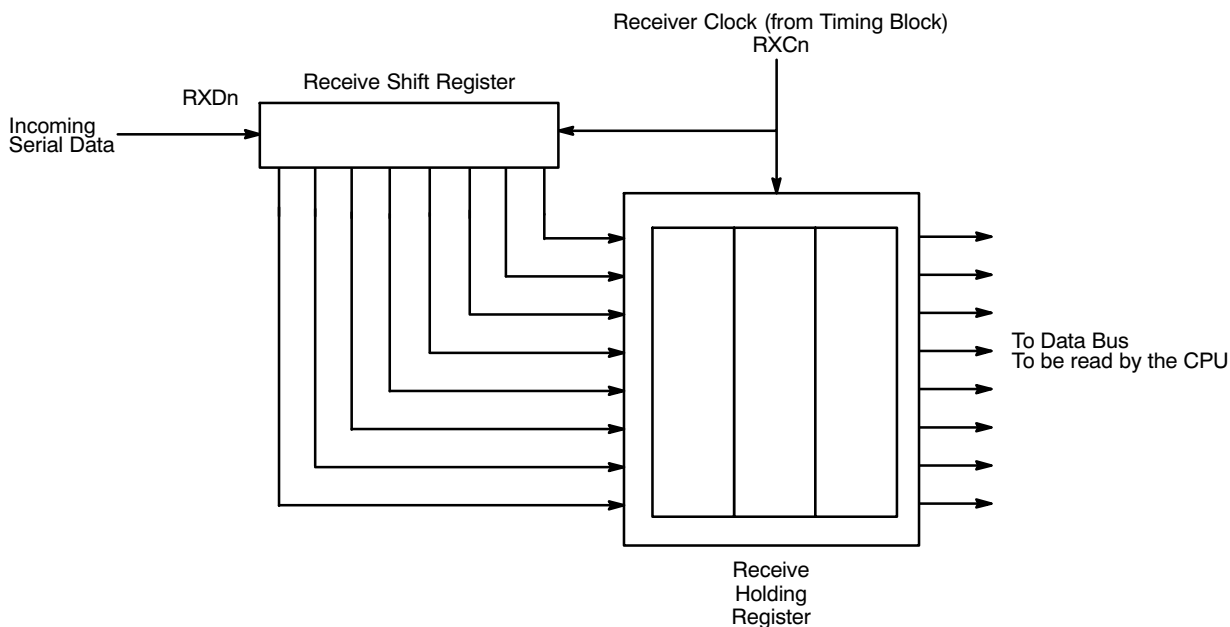 Receiver Clock (from Timing Block)
RXCn
Receive Shift Register
RXDn
Incoming
Serial Data
To Data Bus
To be read by the CPU
Receive
Holding
Register